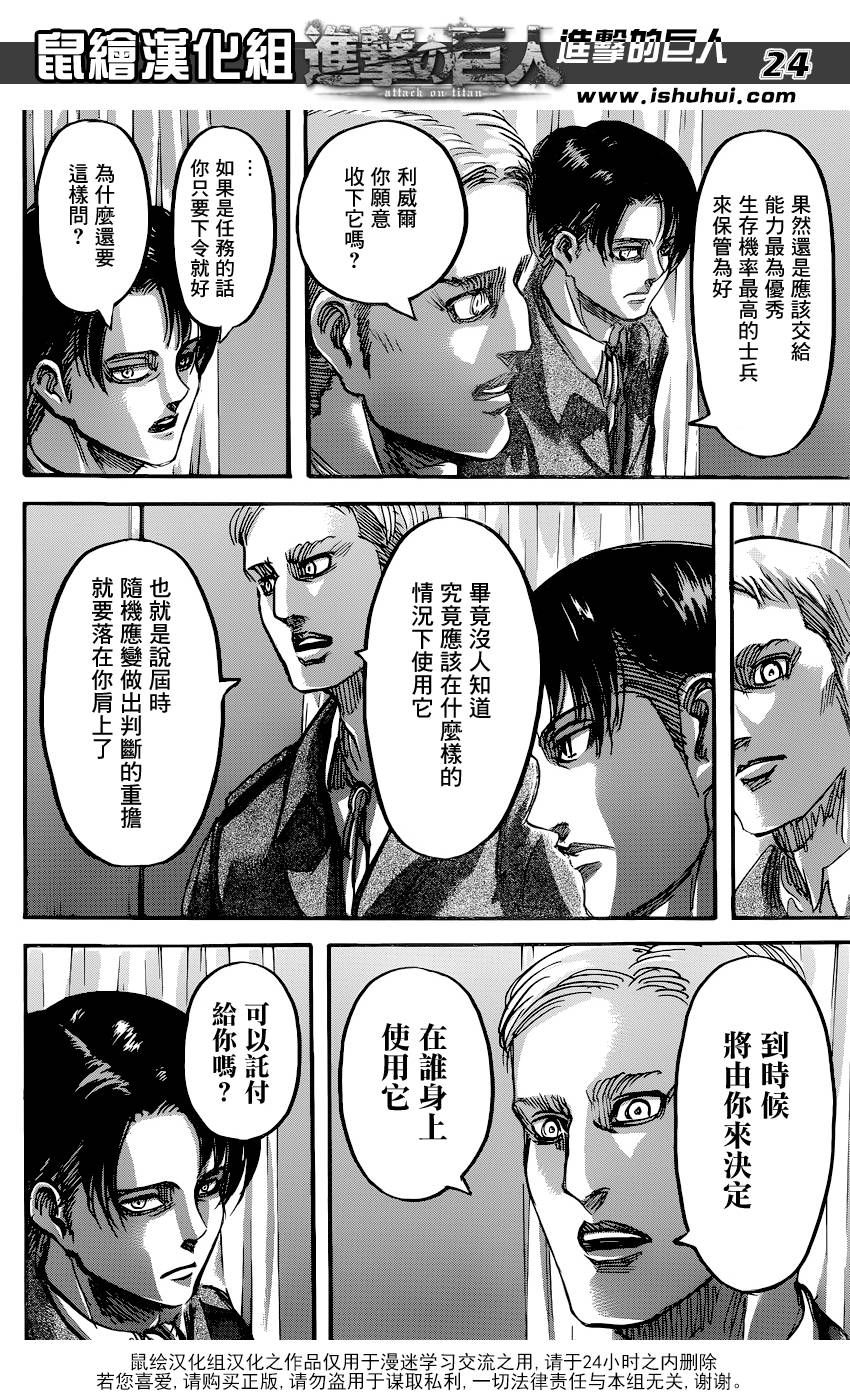 鼠繪漢化組
進撃の巨人
attack on titan
進擊的巨人
24
www.ishuhui.com
果然還是應該交給
能力最為優秀
生存機率最高的士兵
來保管為好
利威爾
你願意
收下它嗎?
…
如果是任務的話
你只要下令就好
為什麼還要
這樣問?
畢竟沒人知道
究竟應該在什麼樣的
情況下使用它
也就是說屆時
隨機應變做出判斷的重擔
就要落在你肩上了
到時候
將由你來決定
在誰身上
使用它
可以託付
給你嗎?
鼠绘汉化组汉化之作品仅用于漫迷学习交流之用, 请于24小时之内删除
若您喜爱, 请购买正版, 请勿盗用于谋取私利, 一切法律责任与本组无关, 谢谢。